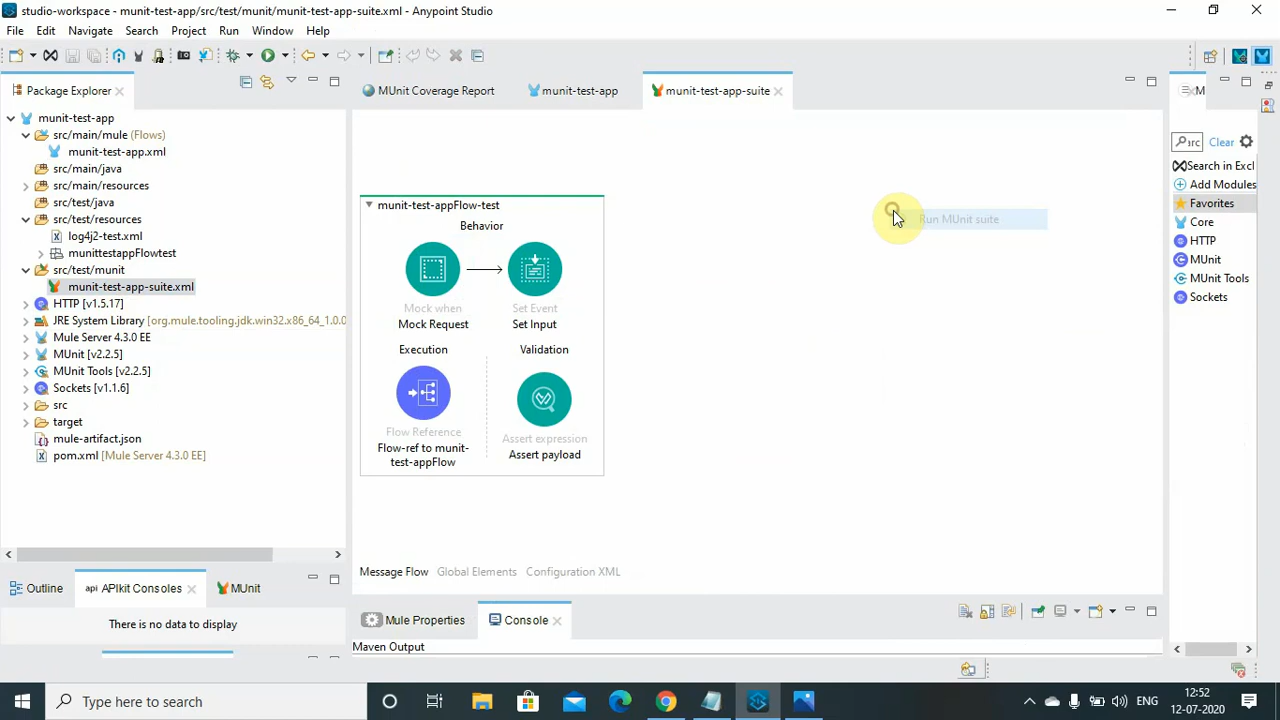 studio-workspace - munit-test-app/src/test/munit/munit-test-app-suite.xml - Anypoint Studio
File Edit Navigate Search Project Run Window Help
Package Explorer
MUnit Coverage Report
munit-test-app
munit-test-app-suite
M
munit-test-app
src/main/mule (Flows)
munit-test-app.xml
src/main/java
src/main/resources
src/test/java
src/test/resources
log4j2-test.xml
munittestappFlowtest
src/test/munit
munit-test-app-suite.xml
HTTP [v1.5.17]
JRE System Library [org.mule.tooling.jdk.win32.x86_64_1.0.0
Mule Server 4.3.0 EE
MUnit [v2.2.5]
MUnit Tools [v2.2.5]
Sockets [v1.1.6]
src
target
mule-artifact.json
pom.xml [Mule Server 4.3.0 EE]
munit-test-appFlow-test
Behavior
Mock when
Mock Request
Set Event
Set Input
Execution
Validation
Flow Reference
Flow-ref to munit-
test-appFlow
Assert expression
Assert payload
Run MUnit suite
src Clear
Search in Excl
Add Modules
Favorites
Core
HTTP
MUnit
MUnit Tools
Sockets
Message Flow Global Elements Configuration XML
Outline
api APIkit Consoles
MUnit
There is no data to display
Mule Properties
Console
Maven Output
Type here to search
ENG
12:52
12-07-2020